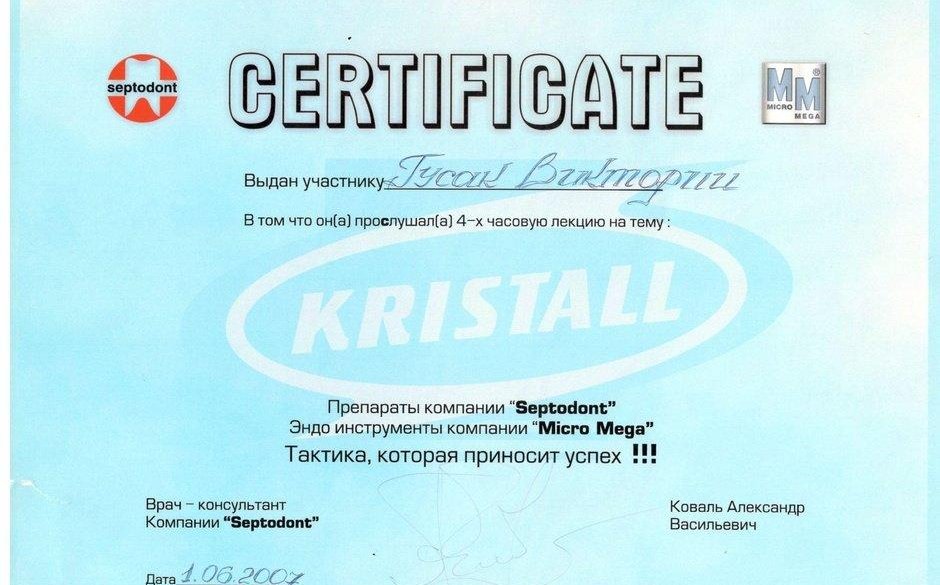 septodont
CERTIFICATE
MM®
MICRO
MEGA
Выдан участнику Гусак Виктории
В том что он(а) прослушал(а) 4-х часовую лекцию на тему :
KRISTALL
Препараты компании "Septodont"
Эндо инструменты компании "Micro Mega"
Тактика, которая приносит успех !!!
Врач - консультант
Компании "Septodont"
Коваль Александр
Васильевич
Дата 1.06.2007